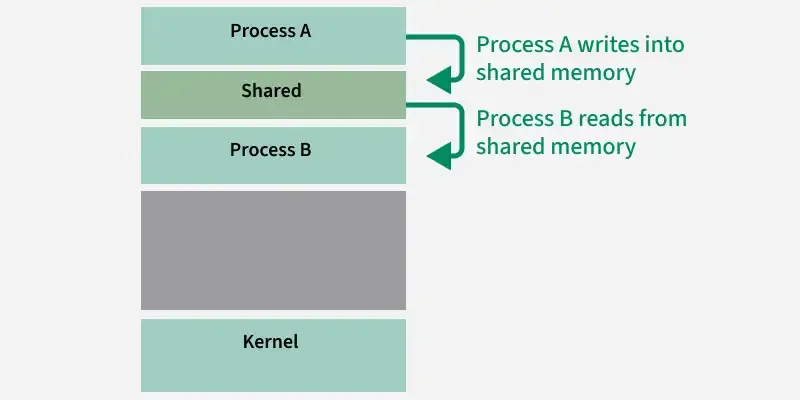 Process A
Process A writes into
shared memory
Shared
Process B reads from
shared memory
Process B
Kernel